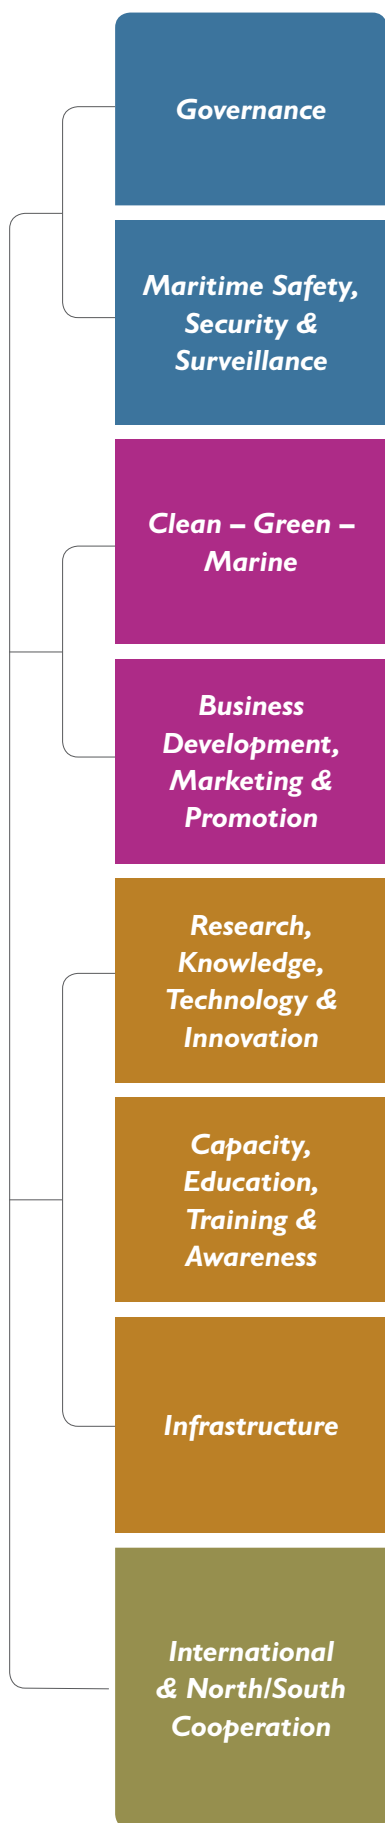 Governance
Maritime Safety,
Security &
Surveillance
Clean – Green –
Marine
Business
Development,
Marketing &
Promotion
Research,
Knowledge,
Technology &
Innovation
Capacity,
Education,
Training &
Awareness
Infrastructure
International
& North/South
Cooperation